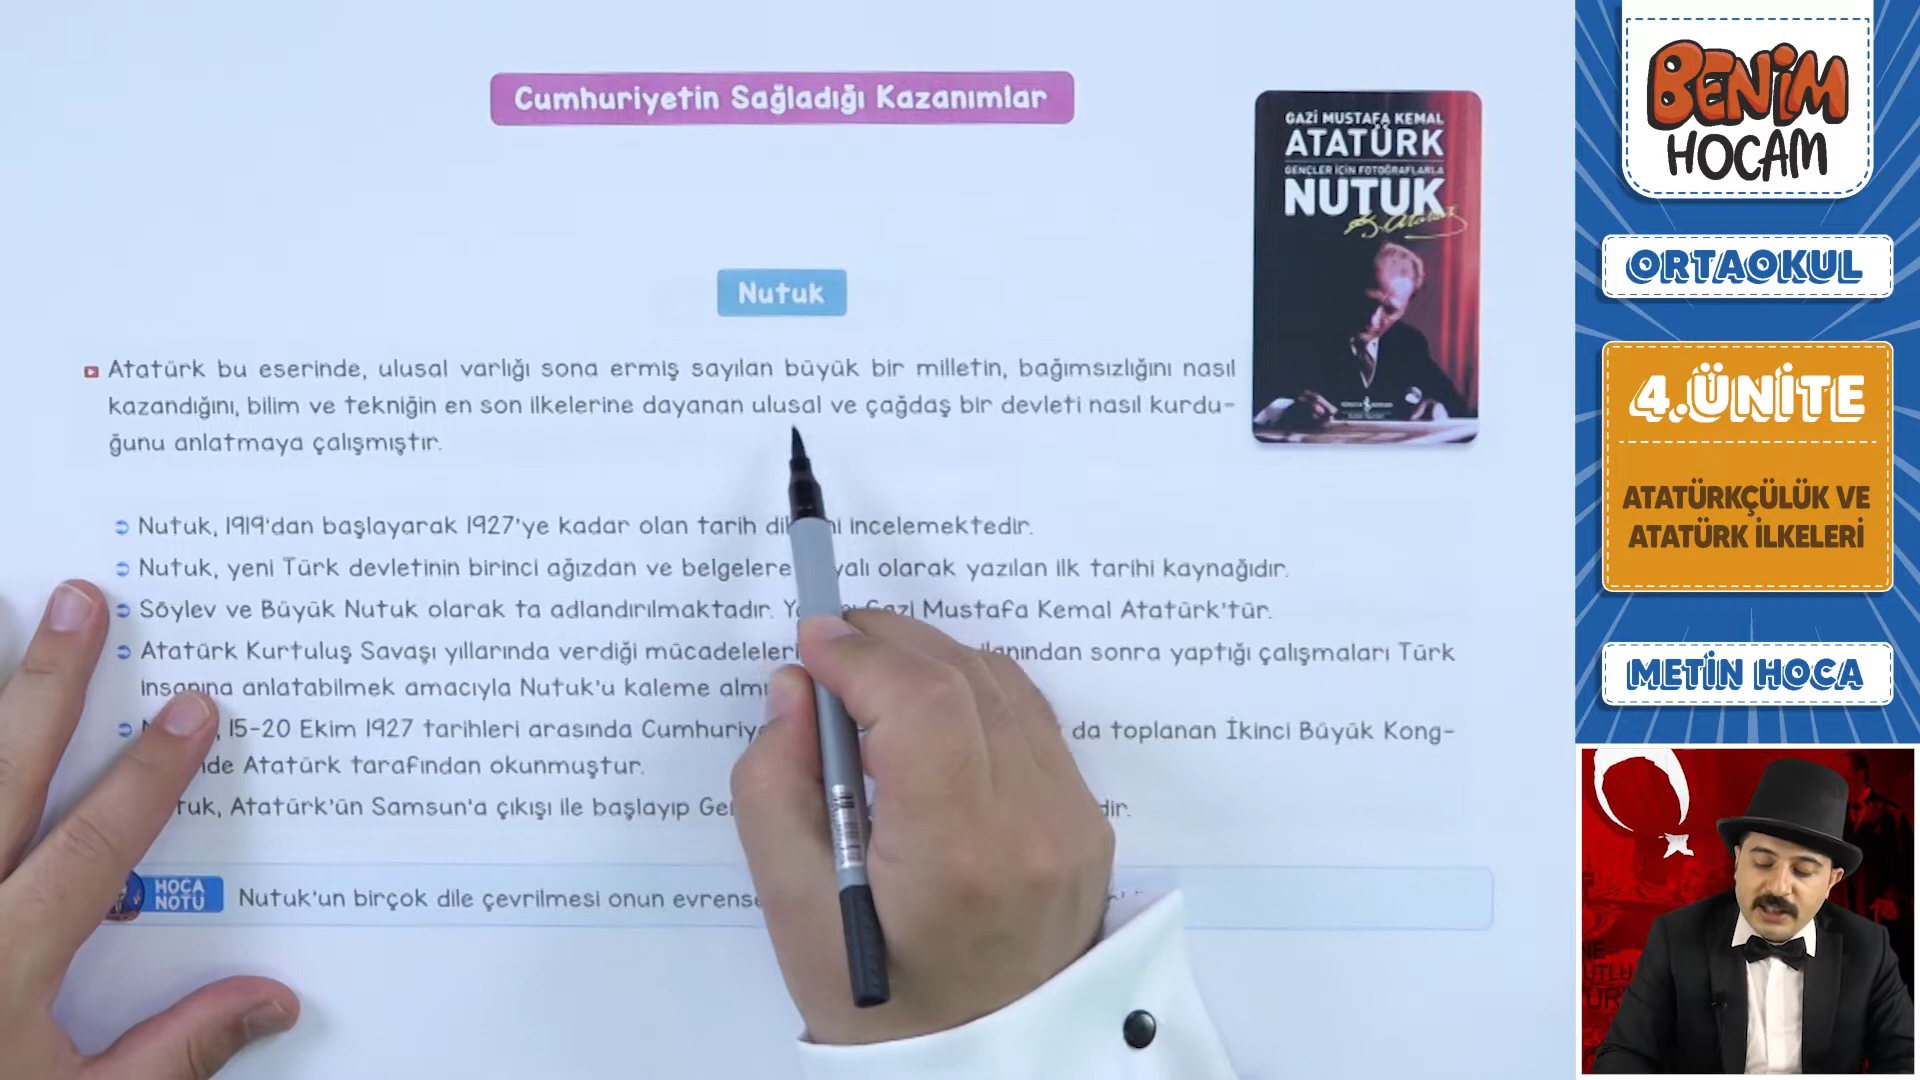 Cumhuriyetin Sağladığı Kazanımlar
GAZİ MUSTAFA KEMAL
ATATÜRK
GENÇLER İÇİN FOTOĞRAFLARLA
NUTUK
Nutuk
Atatürk bu eserinde, ulusal varlığı sona ermiş sayılan büyük bir milletin, bağımsızlığını nasıl
kazandığını, bilim ve tekniğin en son ilkelerine dayanan ulusal ve çağdaş bir devleti nasıl kurdu-
ğunu anlatmaya çalışmıştır.
Nutuk, 1919'dan başlayarak 1927'ye kadar olan tarih incelemektedir.
Nutuk, yeni Türk devletinin birinci ağızdan ve belgelere olarak yazılan ilk tarihi kaynağıdır.
Söylev ve Büyük Nutuk olarak ta adlandırılmaktadır. Gazi Mustafa Kemal Atatürk'tür.
Atatürk Kurtuluş Savaşı yıllarında verdiği mücadeleleri sonra yaptığı çalışmaları Türk
insanına anlatabilmek amacıyla Nutuk'u kaleme
15-20 Ekim 1927 tarihleri arasında da toplanan İkinci Büyük Kong-
Atatürk tarafından okunmuştur.
Atatürk'ün Samsun'a çıkışı ile başlayıp
HOCA
NOTU
Nutuk'un birçok dile çevrilmesi onun
BENİM
HOCAM
ORTAOKUL
4.ÜNİTE
ATATÜRKÇÜLÜK VE
ATATÜRK İLKELERİ
METİN HOCA